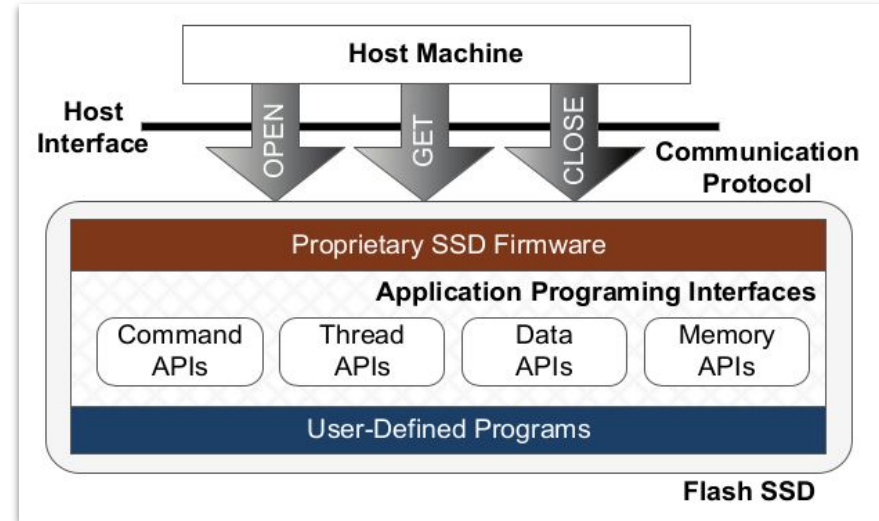 Host Machine
Host
Interface
OPEN
GET
CLOSE
Communication
Protocol
Proprietary SSD Firmware
Application Programing Interfaces
Command
APIs
Thread
APIs
Data
APIs
Memory
APIs
User-Defined Programs
Flash SSD